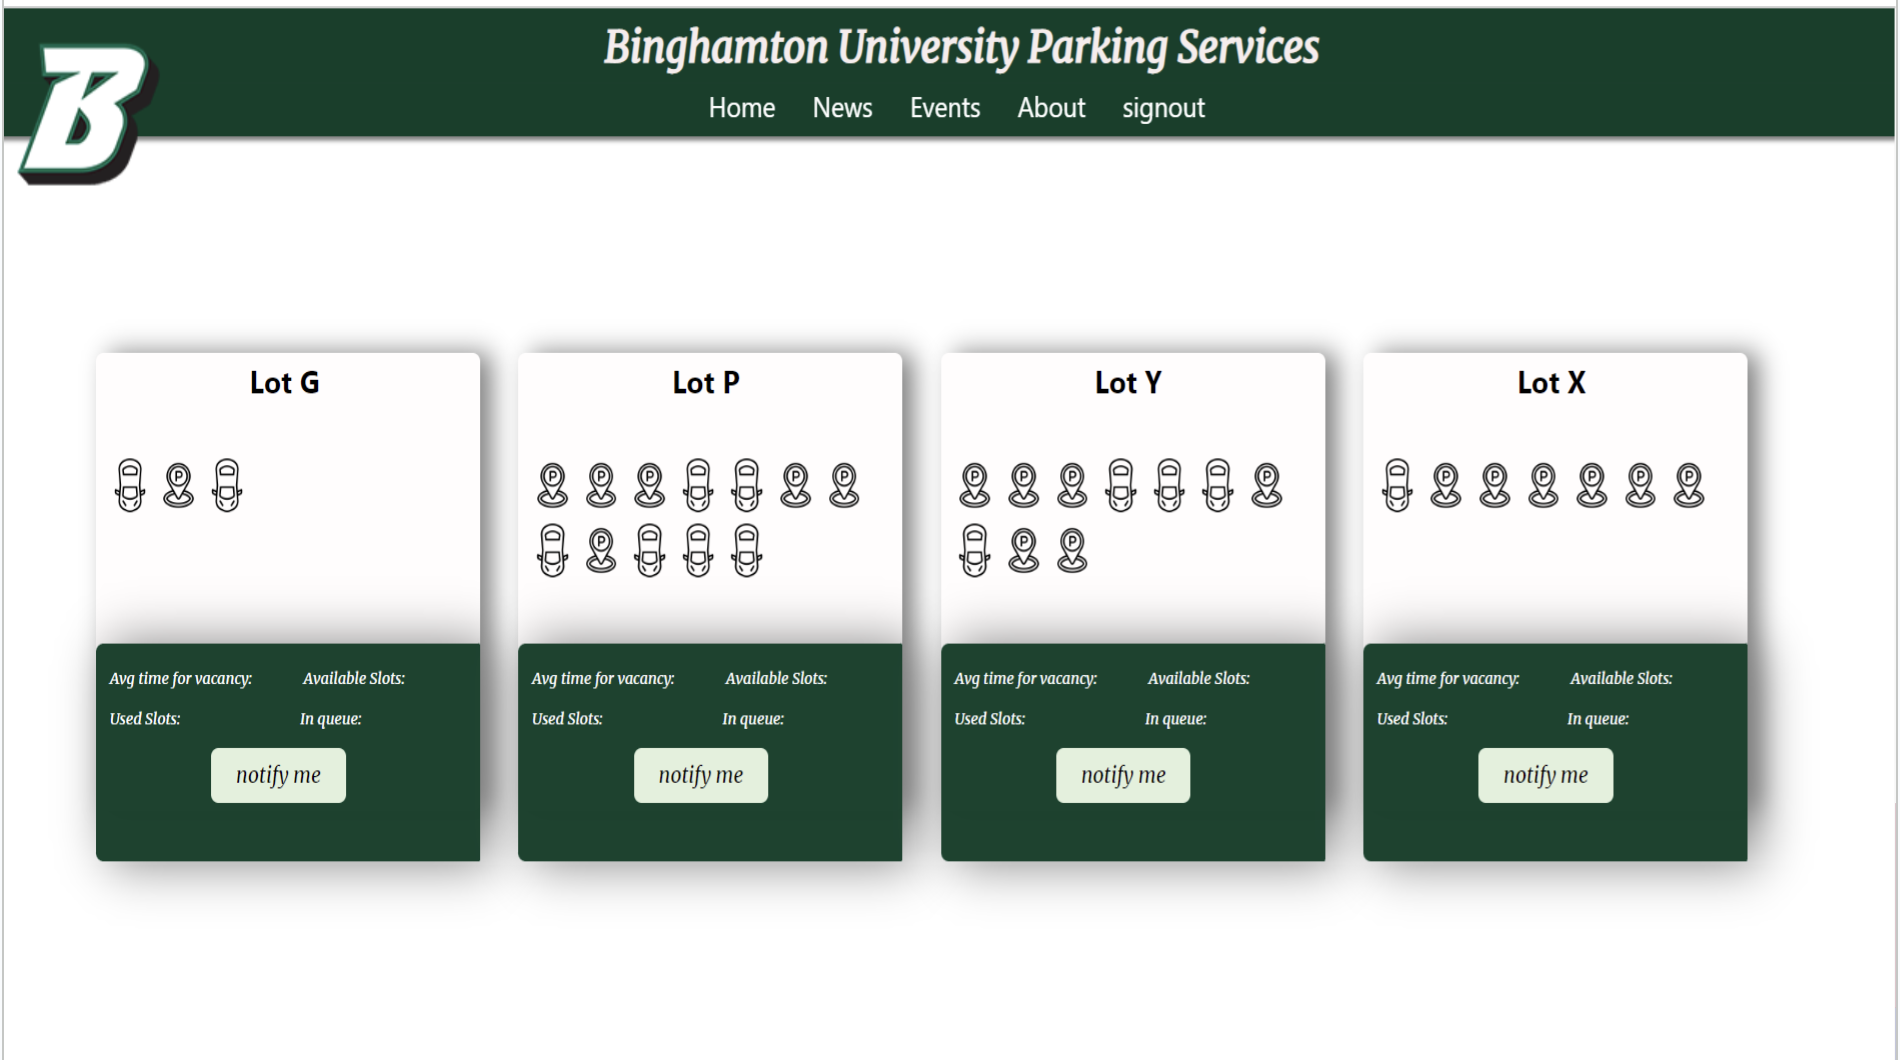 Binghamton University Parking Services
B
Home News Events About signout
Lot G
P
Avg time for vacancy: Available Slots:
Used Slots: In queue:
notify me
Lot P
P P P P P
P
Avg time for vacancy: Available Slots:
Used Slots: In queue:
notify me
Lot Y
P P P P
P P
Avg time for vacancy: Available Slots:
Used Slots: In queue:
notify me
Lot X
P P P P P P
Avg time for vacancy: Available Slots:
Used Slots: In queue:
notify me